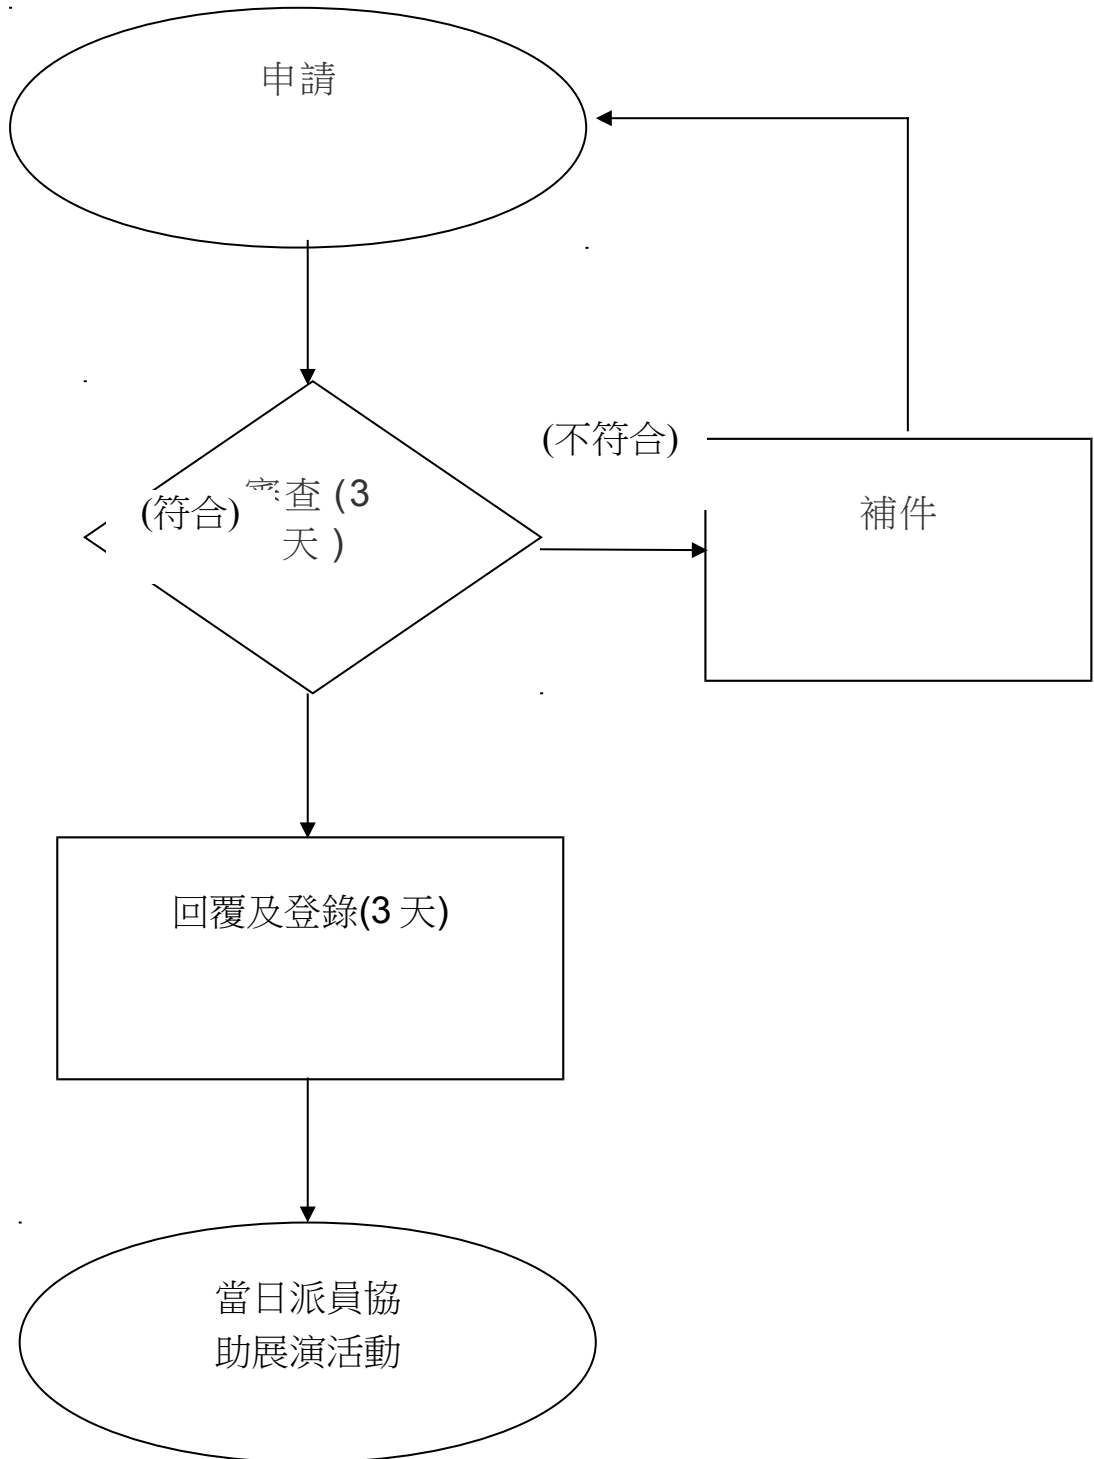 申請
(不符合)
審查 (3
天 )
(符合)
補件
回覆及登錄(3 天)
當日派員協
助展演活動